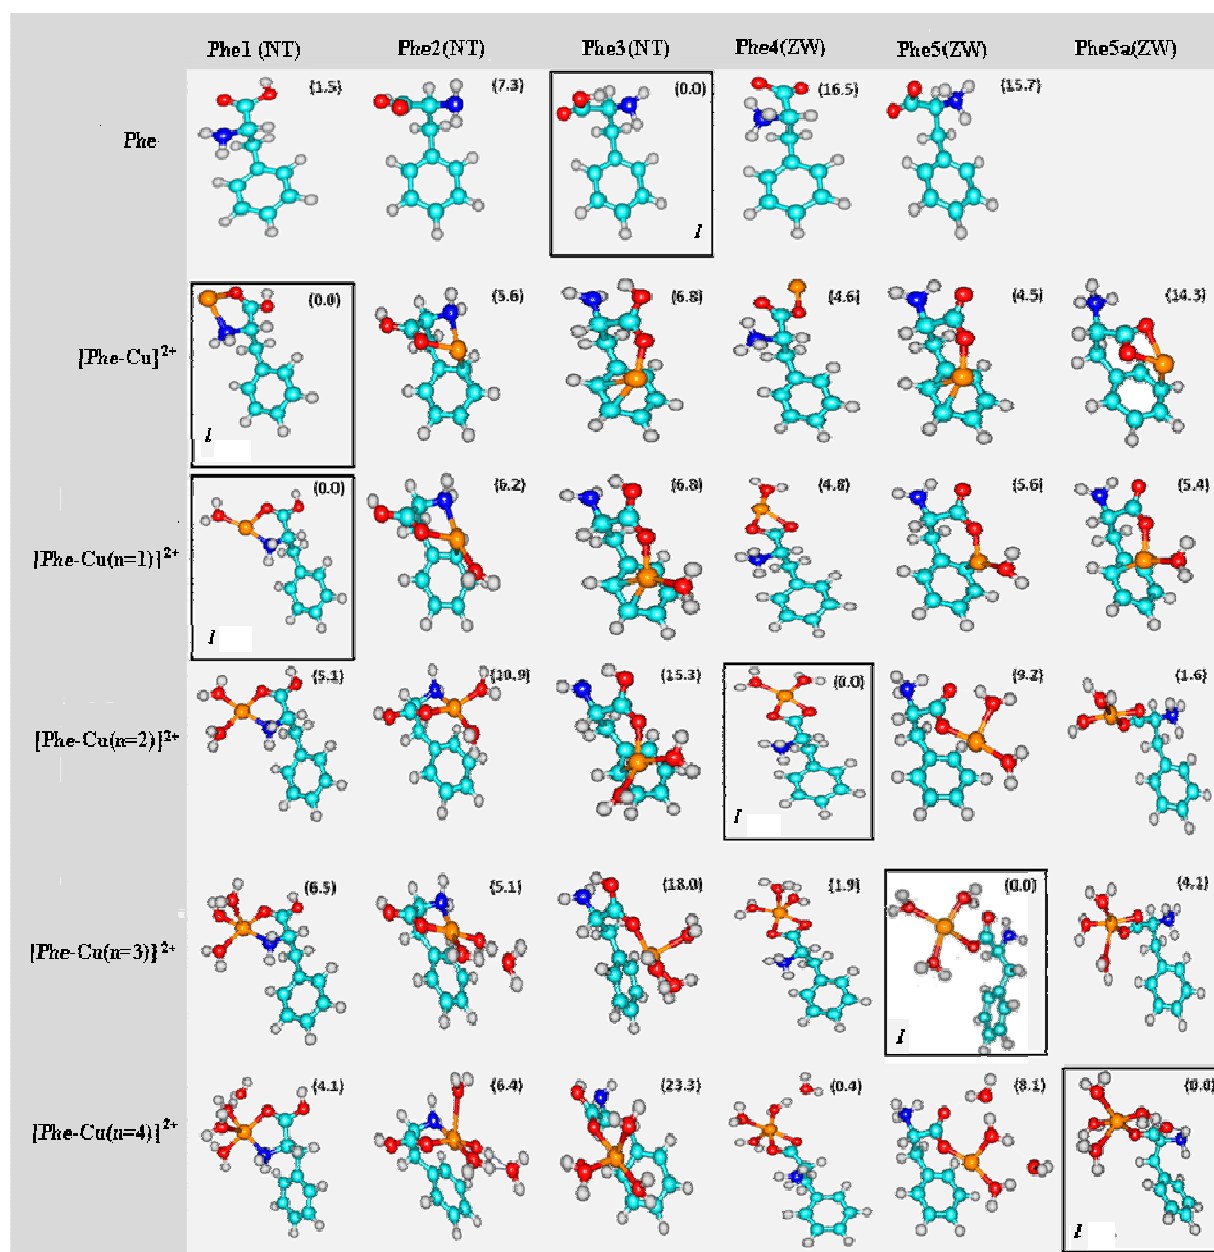 Phe1 (NT) Phe2(NT) Phe3(NT) Phe4(ZW) Phe5(ZW) Phe5a(ZW)
(1.5) (7.3) (0.0) (16.5) (15.7)
Phe
I
(0.0) (5.6) (6.8) (4.6) (4.5) (14.3)
[Phe-Cu]²⁺
I
(0.0) (6.2) (6.8) (4.8) (5.6) (5.4)
[Phe-Cu(n=1)]²⁺
I
(5.1) (10.9) (15.3) (0.0) (9.2) (1.6)
[Phe-Cu(n=2)]²⁺
I
(6.5) (5.1) (18.0) (1.9) (0.0) (4.1)
[Phe-Cu(n=3)]²⁺
I
(4.1) (6.4) (23.3) (0.4) (8.1) (0.0)
[Phe-Cu(n=4)]²⁺
I